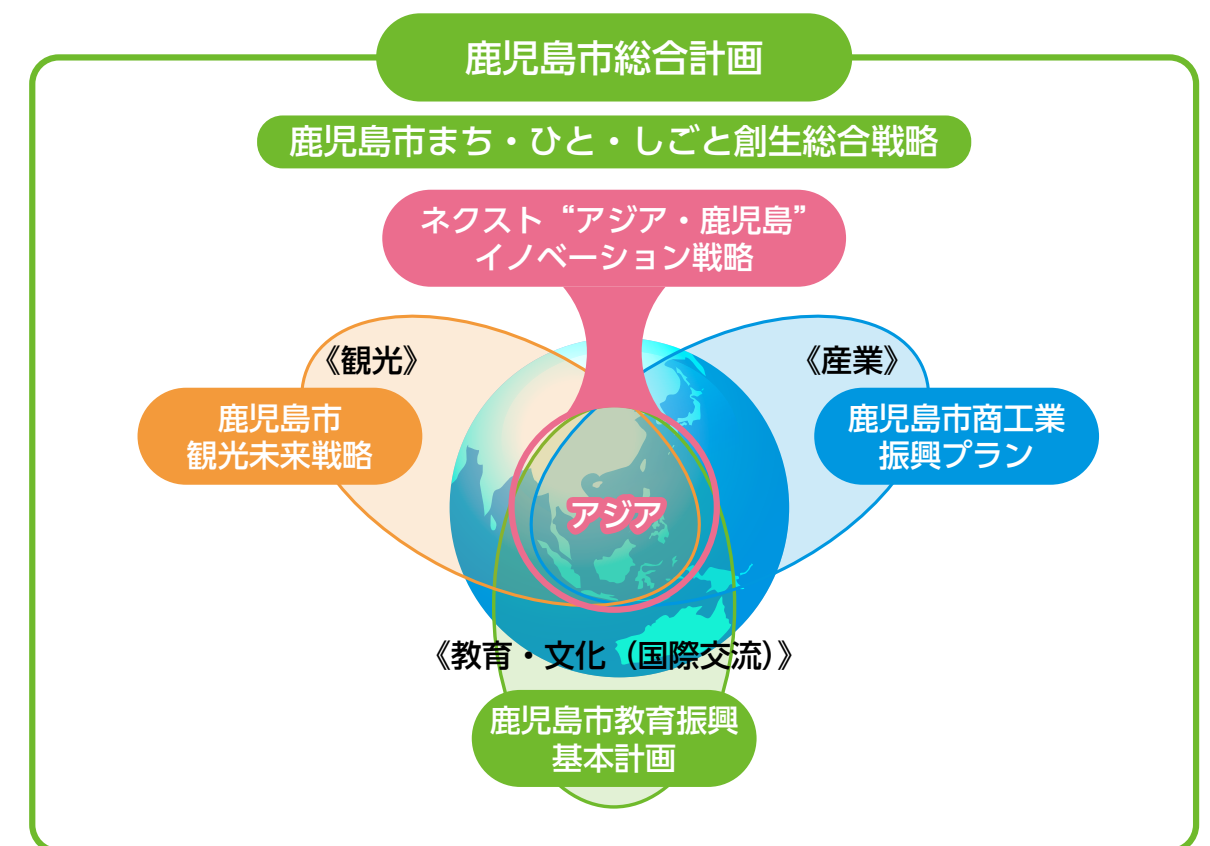 鹿児島市総合計画
鹿児島市まち・ひと・しごと創生総合戦略
ネクスト“アジア・鹿児島”
イノベーション戦略
《観光》
鹿児島市
観光未来戦略
《産業》
鹿児島市商工業
振興プラン
アジア
《教育・文化（国際交流）》
鹿児島市教育振興
基本計画